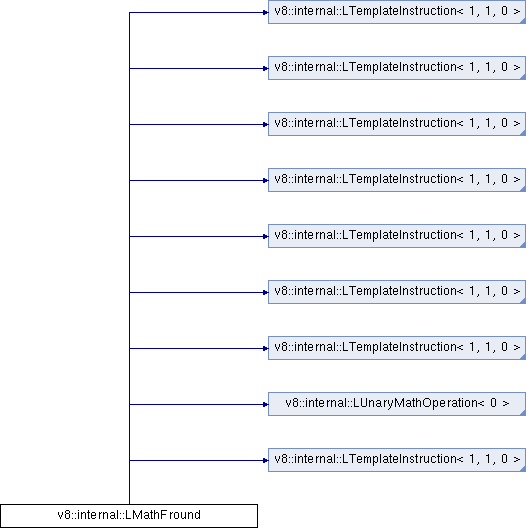 v8::internal::LTemplateInstruction< 1, 1, 0 >
v8::internal::LTemplateInstruction< 1, 1, 0 >
v8::internal::LTemplateInstruction< 1, 1, 0 >
v8::internal::LTemplateInstruction< 1, 1, 0 >
v8::internal::LTemplateInstruction< 1, 1, 0 >
v8::internal::LTemplateInstruction< 1, 1, 0 >
v8::internal::LTemplateInstruction< 1, 1, 0 >
v8::internal::LUnaryMathOperation< 0 >
v8::internal::LTemplateInstruction< 1, 1, 0 >
v8::internal::LMathFround